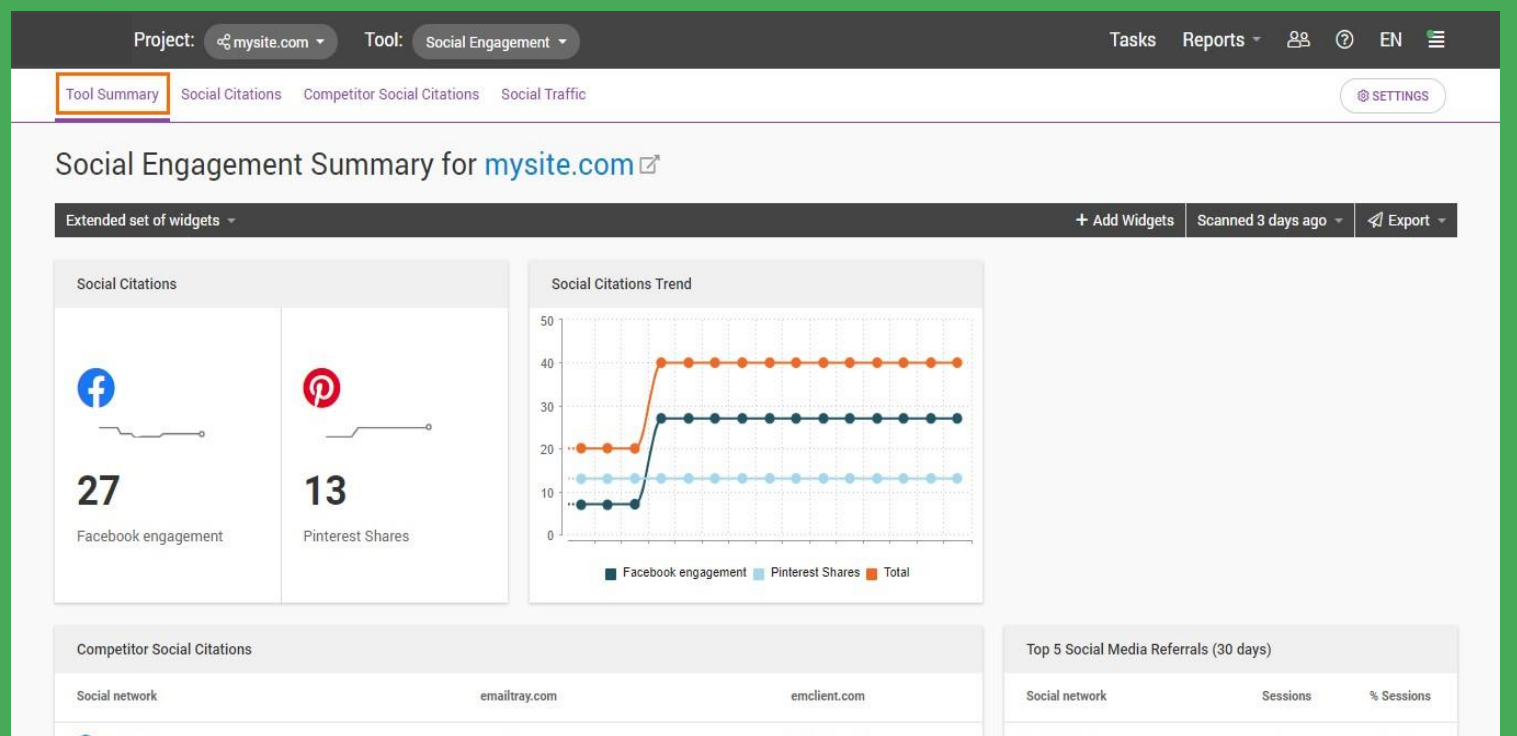 Project: mysite.com Tool: Social Engagement Tasks Reports EN
Tool Summary Social Citations Competitor Social Citations Social Traffic SETTINGS
Social Engagement Summary for mysite.com
Extended set of widgets + Add Widgets Scanned 3 days ago Export
Social Citations
27
Facebook engagement
13
Pinterest Shares
Social Citations Trend
50
40
30
20
10
0
Facebook engagement Pinterest Shares Total
Competitor Social Citations
Social network emailtray.com emclient.com
Top 5 Social Media Referrals (30 days)
Social network Sessions % Sessions